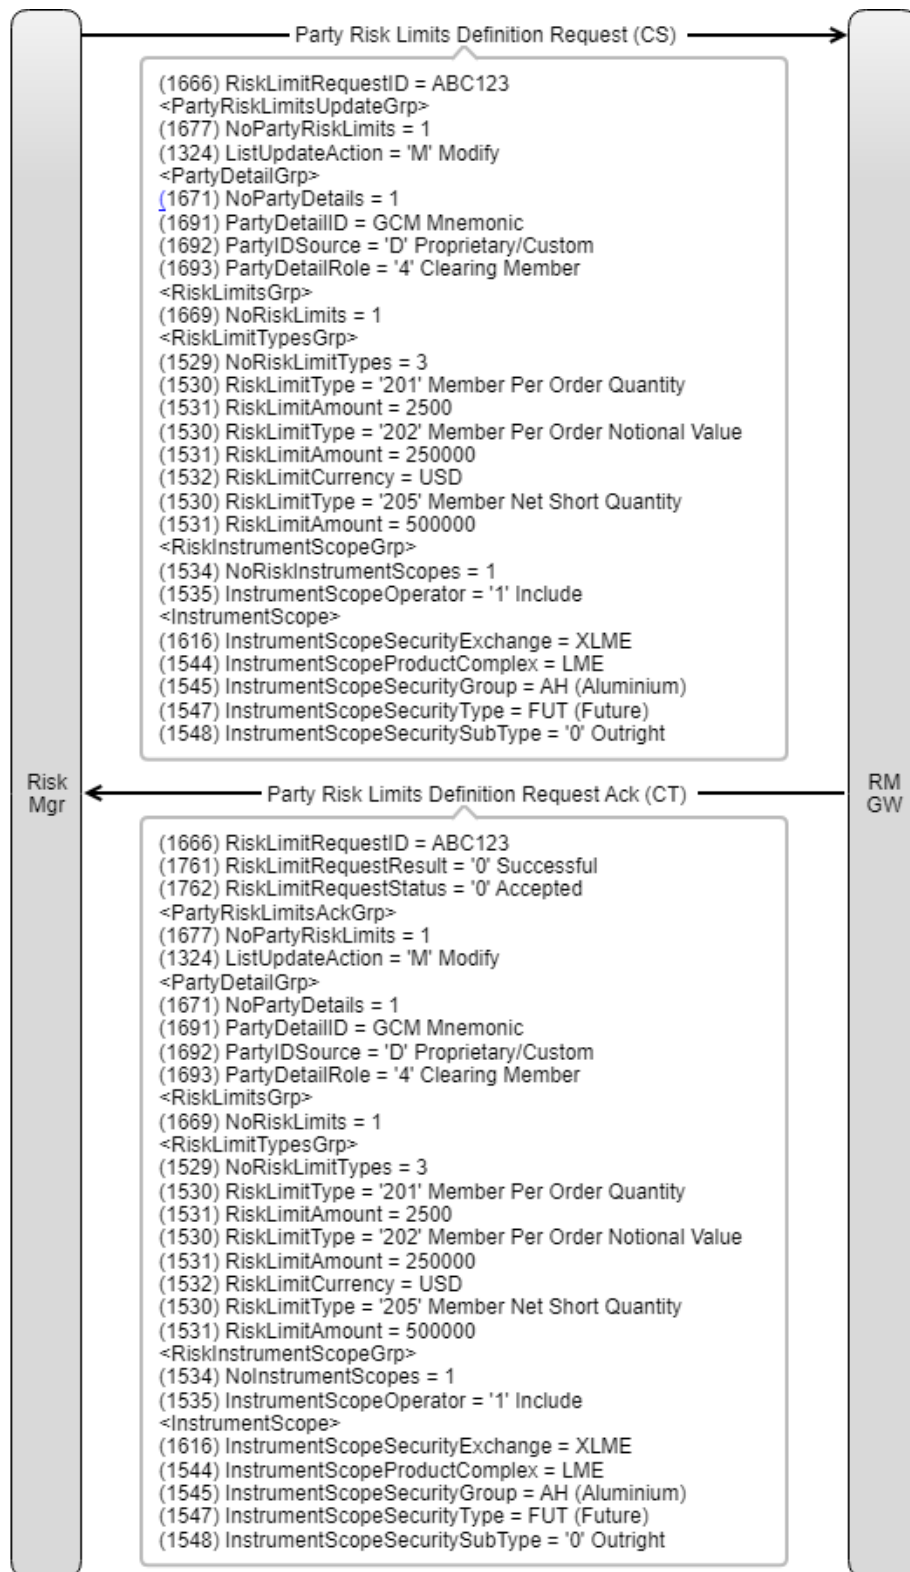 Party Risk Limits Definition Request (CS)
(1666) RiskLimitRequestID = ABC123
<PartyRiskLimitsUpdateGrp>
(1677) NoPartyRiskLimits = 1
(1324) ListUpdateAction = 'M' Modify
<PartyDetailGrp>
(1671) NoPartyDetails = 1
(1691) PartyDetailID = GCM Mnemonic
(1692) PartyIDSource = 'D' Proprietary/Custom
(1693) PartyDetailRole = '4' Clearing Member
<RiskLimitsGrp>
(1669) NoRiskLimits = 1
<RiskLimitTypesGrp>
(1529) NoRiskLimitTypes = 3
(1530) RiskLimitType = '201' Member Per Order Quantity
(1531) RiskLimitAmount = 2500
(1530) RiskLimitType = '202' Member Per Order Notional Value
(1531) RiskLimitAmount = 250000
(1532) RiskLimitCurrency = USD
(1530) RiskLimitType = '205' Member Net Short Quantity
(1531) RiskLimitAmount = 500000
<RiskInstrumentScopeGrp>
(1534) NoRiskInstrumentScopes = 1
(1535) InstrumentScopeOperator = '1' Include
<InstrumentScope>
(1616) InstrumentScopeSecurityExchange = XLME
(1544) InstrumentScopeProductComplex = LME
(1545) InstrumentScopeSecurityGroup = AH (Aluminium)
(1547) InstrumentScopeSecurityType = FUT (Future)
(1548) InstrumentScopeSecuritySubType = '0' Outright
Risk
Mgr
RM
GW
Party Risk Limits Definition Request Ack (CT)
(1666) RiskLimitRequestID = ABC123
(1761) RiskLimitRequestResult = '0' Successful
(1762) RiskLimitRequestStatus = '0' Accepted
<PartyRiskLimitsAckGrp>
(1677) NoPartyRiskLimits = 1
(1324) ListUpdateAction = 'M' Modify
<PartyDetailGrp>
(1671) NoPartyDetails = 1
(1691) PartyDetailID = GCM Mnemonic
(1692) PartyIDSource = 'D' Proprietary/Custom
(1693) PartyDetailRole = '4' Clearing Member
<RiskLimitsGrp>
(1669) NoRiskLimits = 1
<RiskLimitTypesGrp>
(1529) NoRiskLimitTypes = 3
(1530) RiskLimitType = '201' Member Per Order Quantity
(1531) RiskLimitAmount = 2500
(1530) RiskLimitType = '202' Member Per Order Notional Value
(1531) RiskLimitAmount = 250000
(1532) RiskLimitCurrency = USD
(1530) RiskLimitType = '205' Member Net Short Quantity
(1531) RiskLimitAmount = 500000
<RiskInstrumentScopeGrp>
(1534) NoInstrumentScopes = 1
(1535) InstrumentScopeOperator = '1' Include
<InstrumentScope>
(1616) InstrumentScopeSecurityExchange = XLME
(1544) InstrumentScopeProductComplex = LME
(1545) InstrumentScopeSecurityGroup = AH (Aluminium)
(1547) InstrumentScopeSecurityType = FUT (Future)
(1548) InstrumentScopeSecuritySubType = '0' Outright